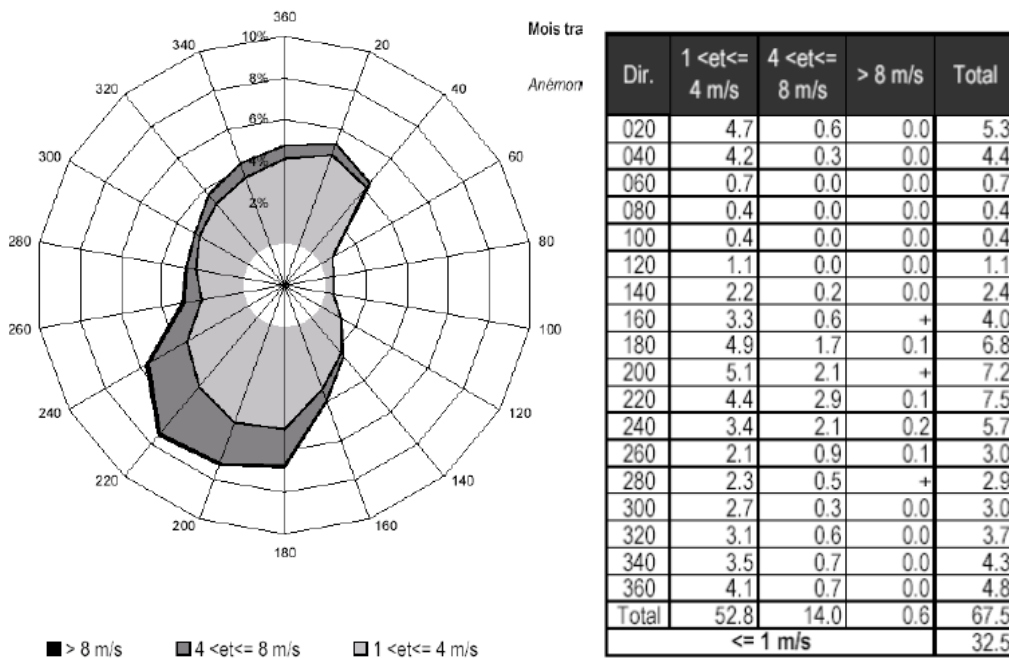 360
340
20
10%
320
8%
40
6%
300
4%
60
2%
280
80
260
100
240
120
220
140
200
160
180
> 8 m/s 4 <et<= 8 m/s 1 <et<= 4 m/s
Mois tra
Anémom
Dir. 1 <et<= 4 m/s 4 <et<= 8 m/s > 8 m/s Total
020 4.7 0.6 0.0 5.3
040 4.2 0.3 0.0 4.4
060 0.7 0.0 0.0 0.7
080 0.4 0.0 0.0 0.4
100 0.4 0.0 0.0 0.4
120 1.1 0.0 0.0 1.1
140 2.2 0.2 0.0 2.4
160 3.3 0.6 + 4.0
180 4.9 1.7 0.1 6.8
200 5.1 2.1 + 7.2
220 4.4 2.9 0.1 7.5
240 3.4 2.1 0.2 5.7
260 2.1 0.9 0.1 3.0
280 2.3 0.5 + 2.9
300 2.7 0.3 0.0 3.0
320 3.1 0.6 0.0 3.7
340 3.5 0.7 0.0 4.3
360 4.1 0.7 0.0 4.8
Total 52.8 14.0 0.6 67.5
<= 1 m/s 32.5